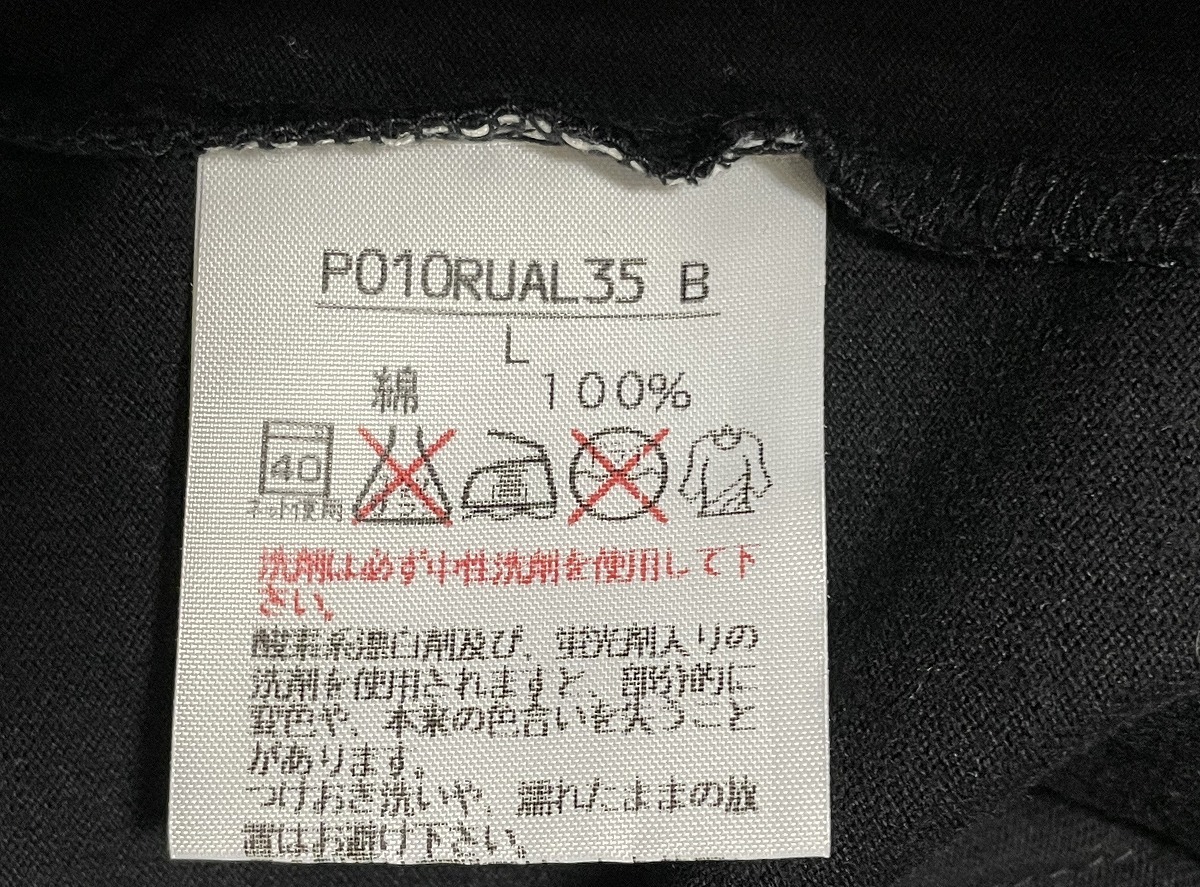 P010RUAL35 B
L
綿 100%
40
ネット使用
洗剤は必ず中性洗剤を使用して下
さい。
酸素系漂白剤及び、蛍光剤入りの
洗剤を使用されますと、部分的に
変色や、本来の色合いを失うこと
があります。
つけおき洗いや、濡れたままの放
置はお避け下さい。